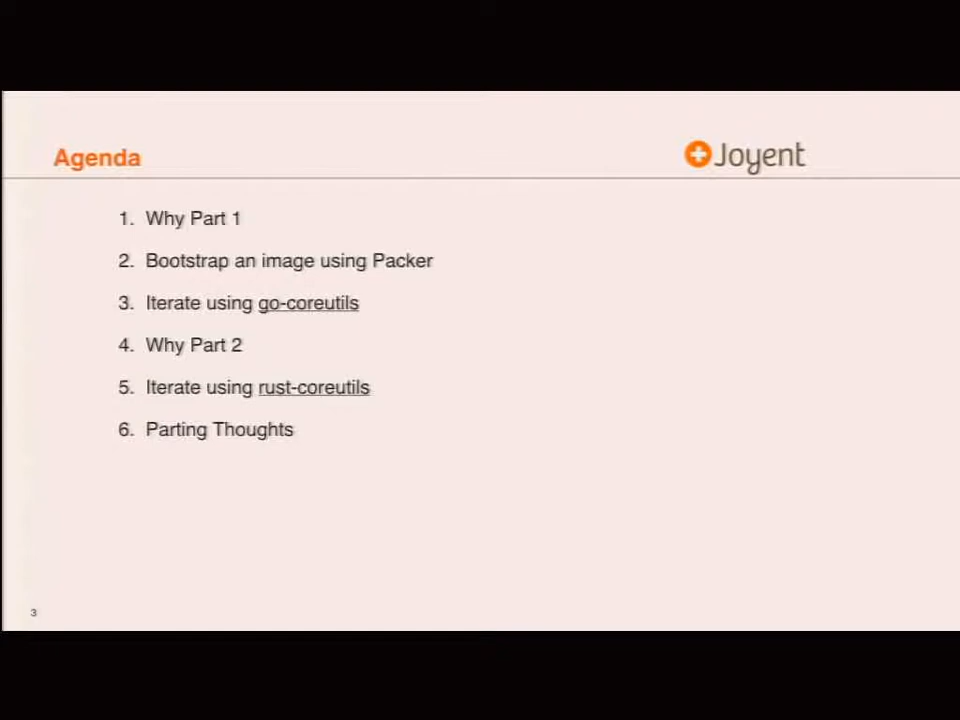 Agenda
Joyent
1. Why Part 1
2. Bootstrap an image using Packer
3. Iterate using go-coreutils
4. Why Part 2
5. Iterate using rust-coreutils
6. Parting Thoughts
3